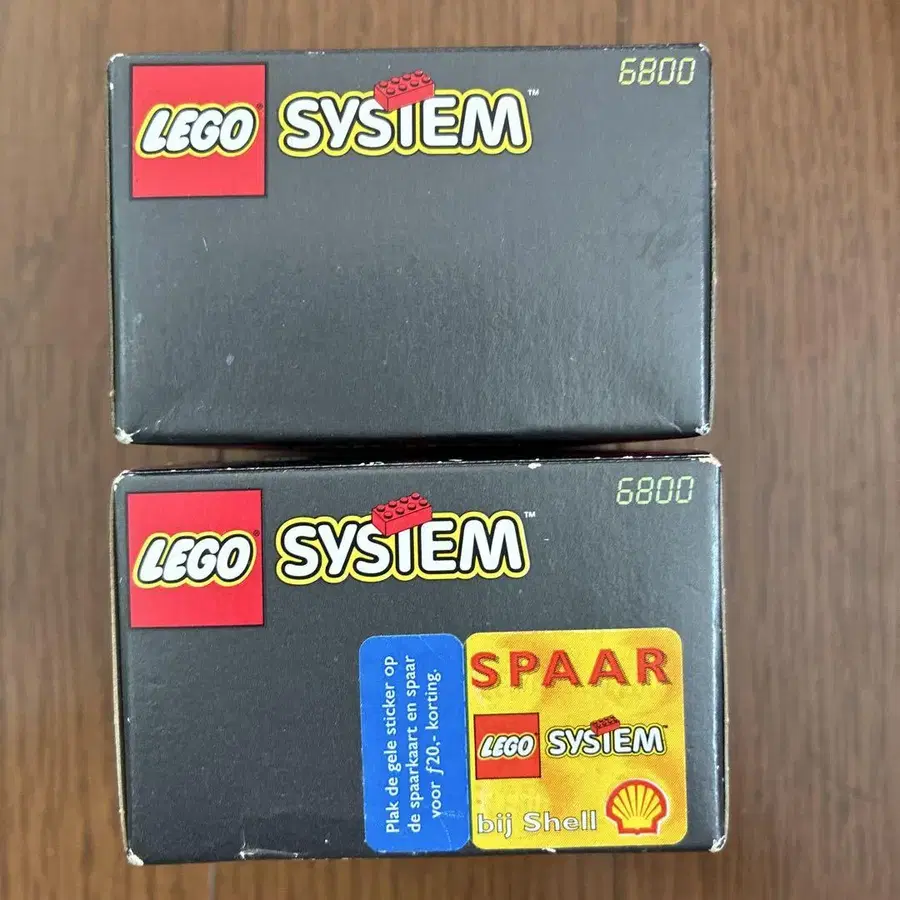 LEGO® SYSTEM™ 6800
LEGO® SYSTEM™ 6800
Plak de gele sticker op
de spaarkaart en spaar
voor ƒ20,- korting.
SPAAR
LEGO SYSTEM™
bij Shell